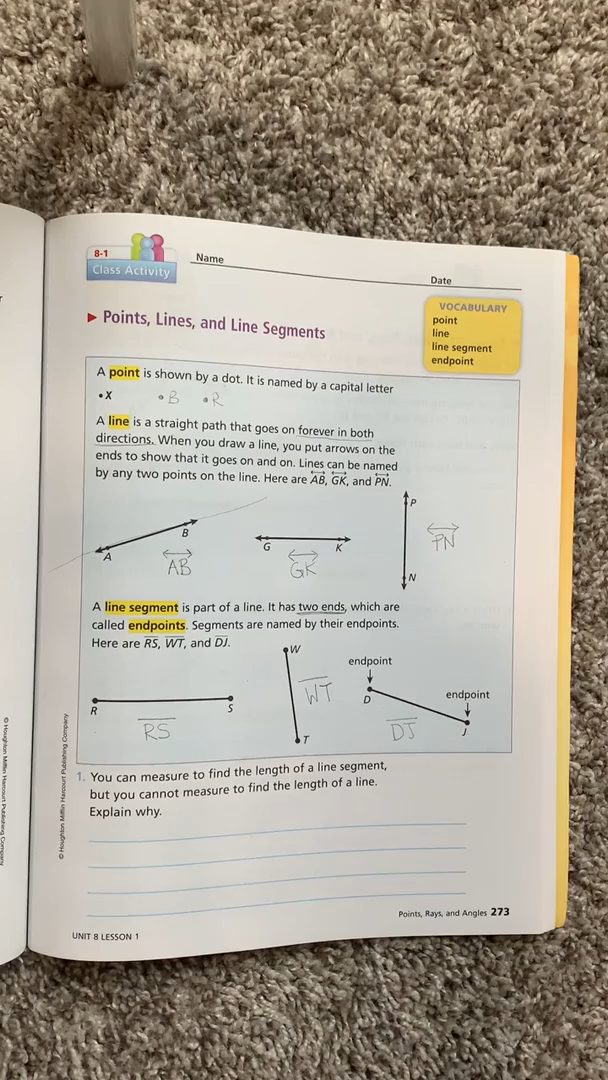 8-1
Class Activity
Name
Date
VOCABULARY
point
line
line segment
endpoint
► Points, Lines, and Line Segments
A point is shown by a dot. It is named by a capital letter
•X •B •R
A line is a straight path that goes on forever in both
directions. When you draw a line, you put arrows on the
ends to show that it goes on and on. Lines can be named
by any two points on the line. Here are AB, GK, and PN.
A B
AB
G K
GK
P
N
PN
A line segment is part of a line. It has two ends, which are
called endpoints. Segments are named by their endpoints.
Here are RS, WT, and DJ.
R S
RS
W
T
WT
endpoint
D
endpoint
J
DJ
1. You can measure to find the length of a line segment,
but you cannot measure to find the length of a line.
Explain why.
© Houghton Mifflin Harcourt Publishing Company
© Houghton Mifflin Harcourt Publishing Company
UNIT 8 LESSON 1
Points, Rays, and Angles 273